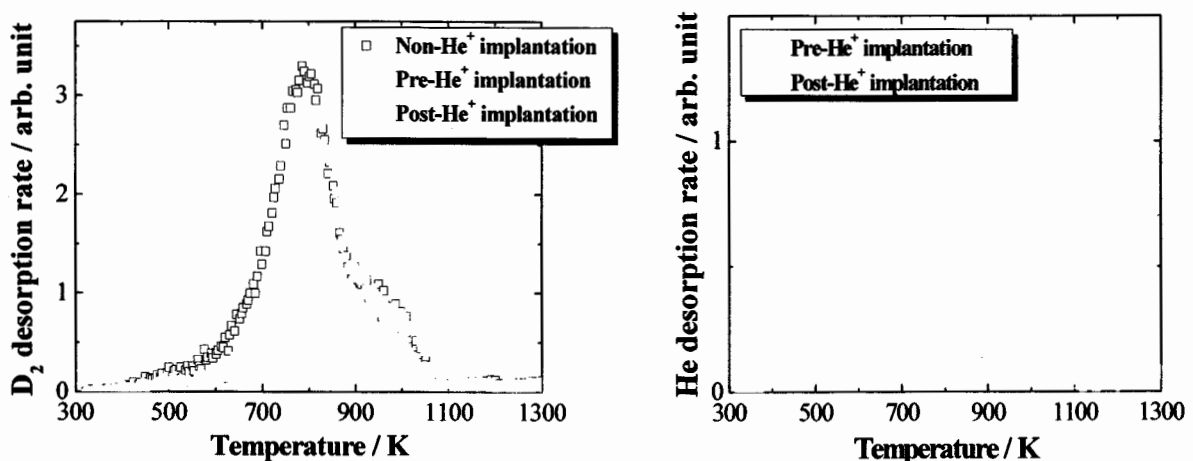 D₂ desorption rate / arb. unit
3
2
1
0
Non-He⁺ implantation
Pre-He⁺ implantation
Post-He⁺ implantation
300 500 700 900 1100 1300
Temperature / K
He desorption rate / arb. unit
1
0
Pre-He⁺ implantation
Post-He⁺ implantation
300 500 700 900 1100 1300
Temperature / K